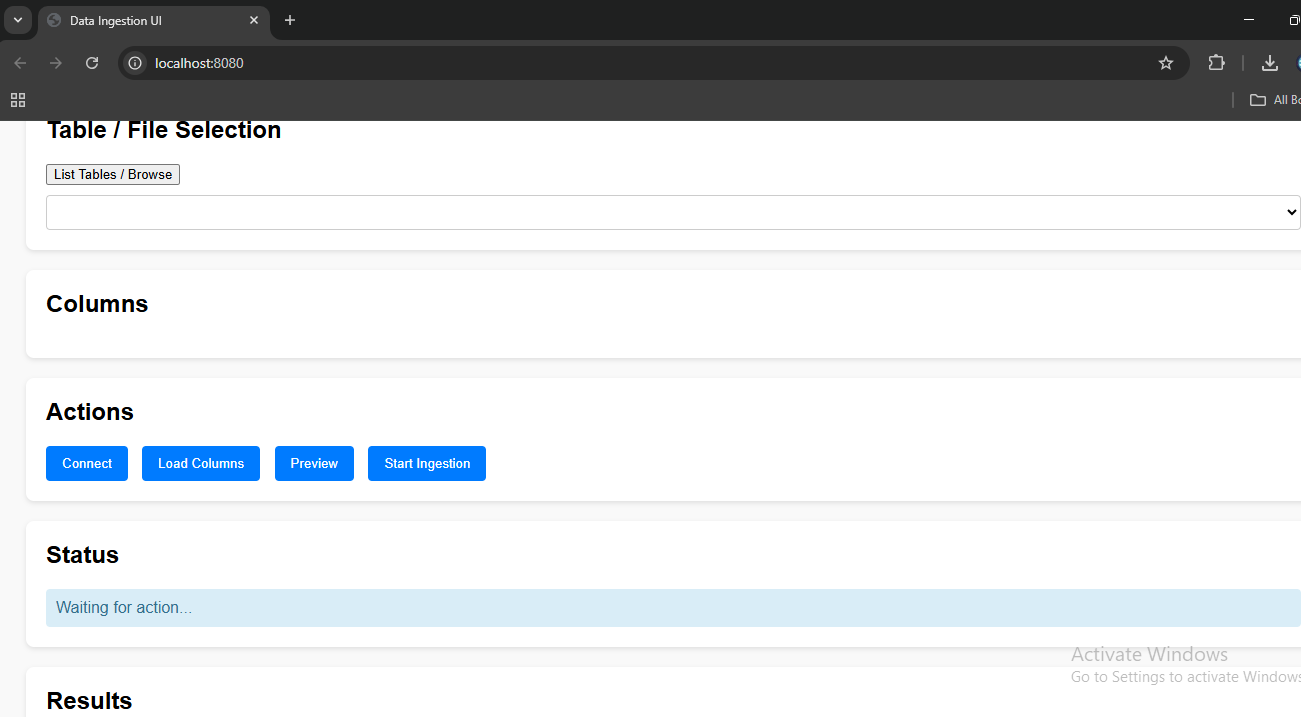 Data Ingestion UI
localhost:8080
All Bo
Table / File Selection
List Tables / Browse
Columns
Actions
Connect Load Columns Preview Start Ingestion
Status
Waiting for action...
Activate Windows
Go to Settings to activate Windows
Results